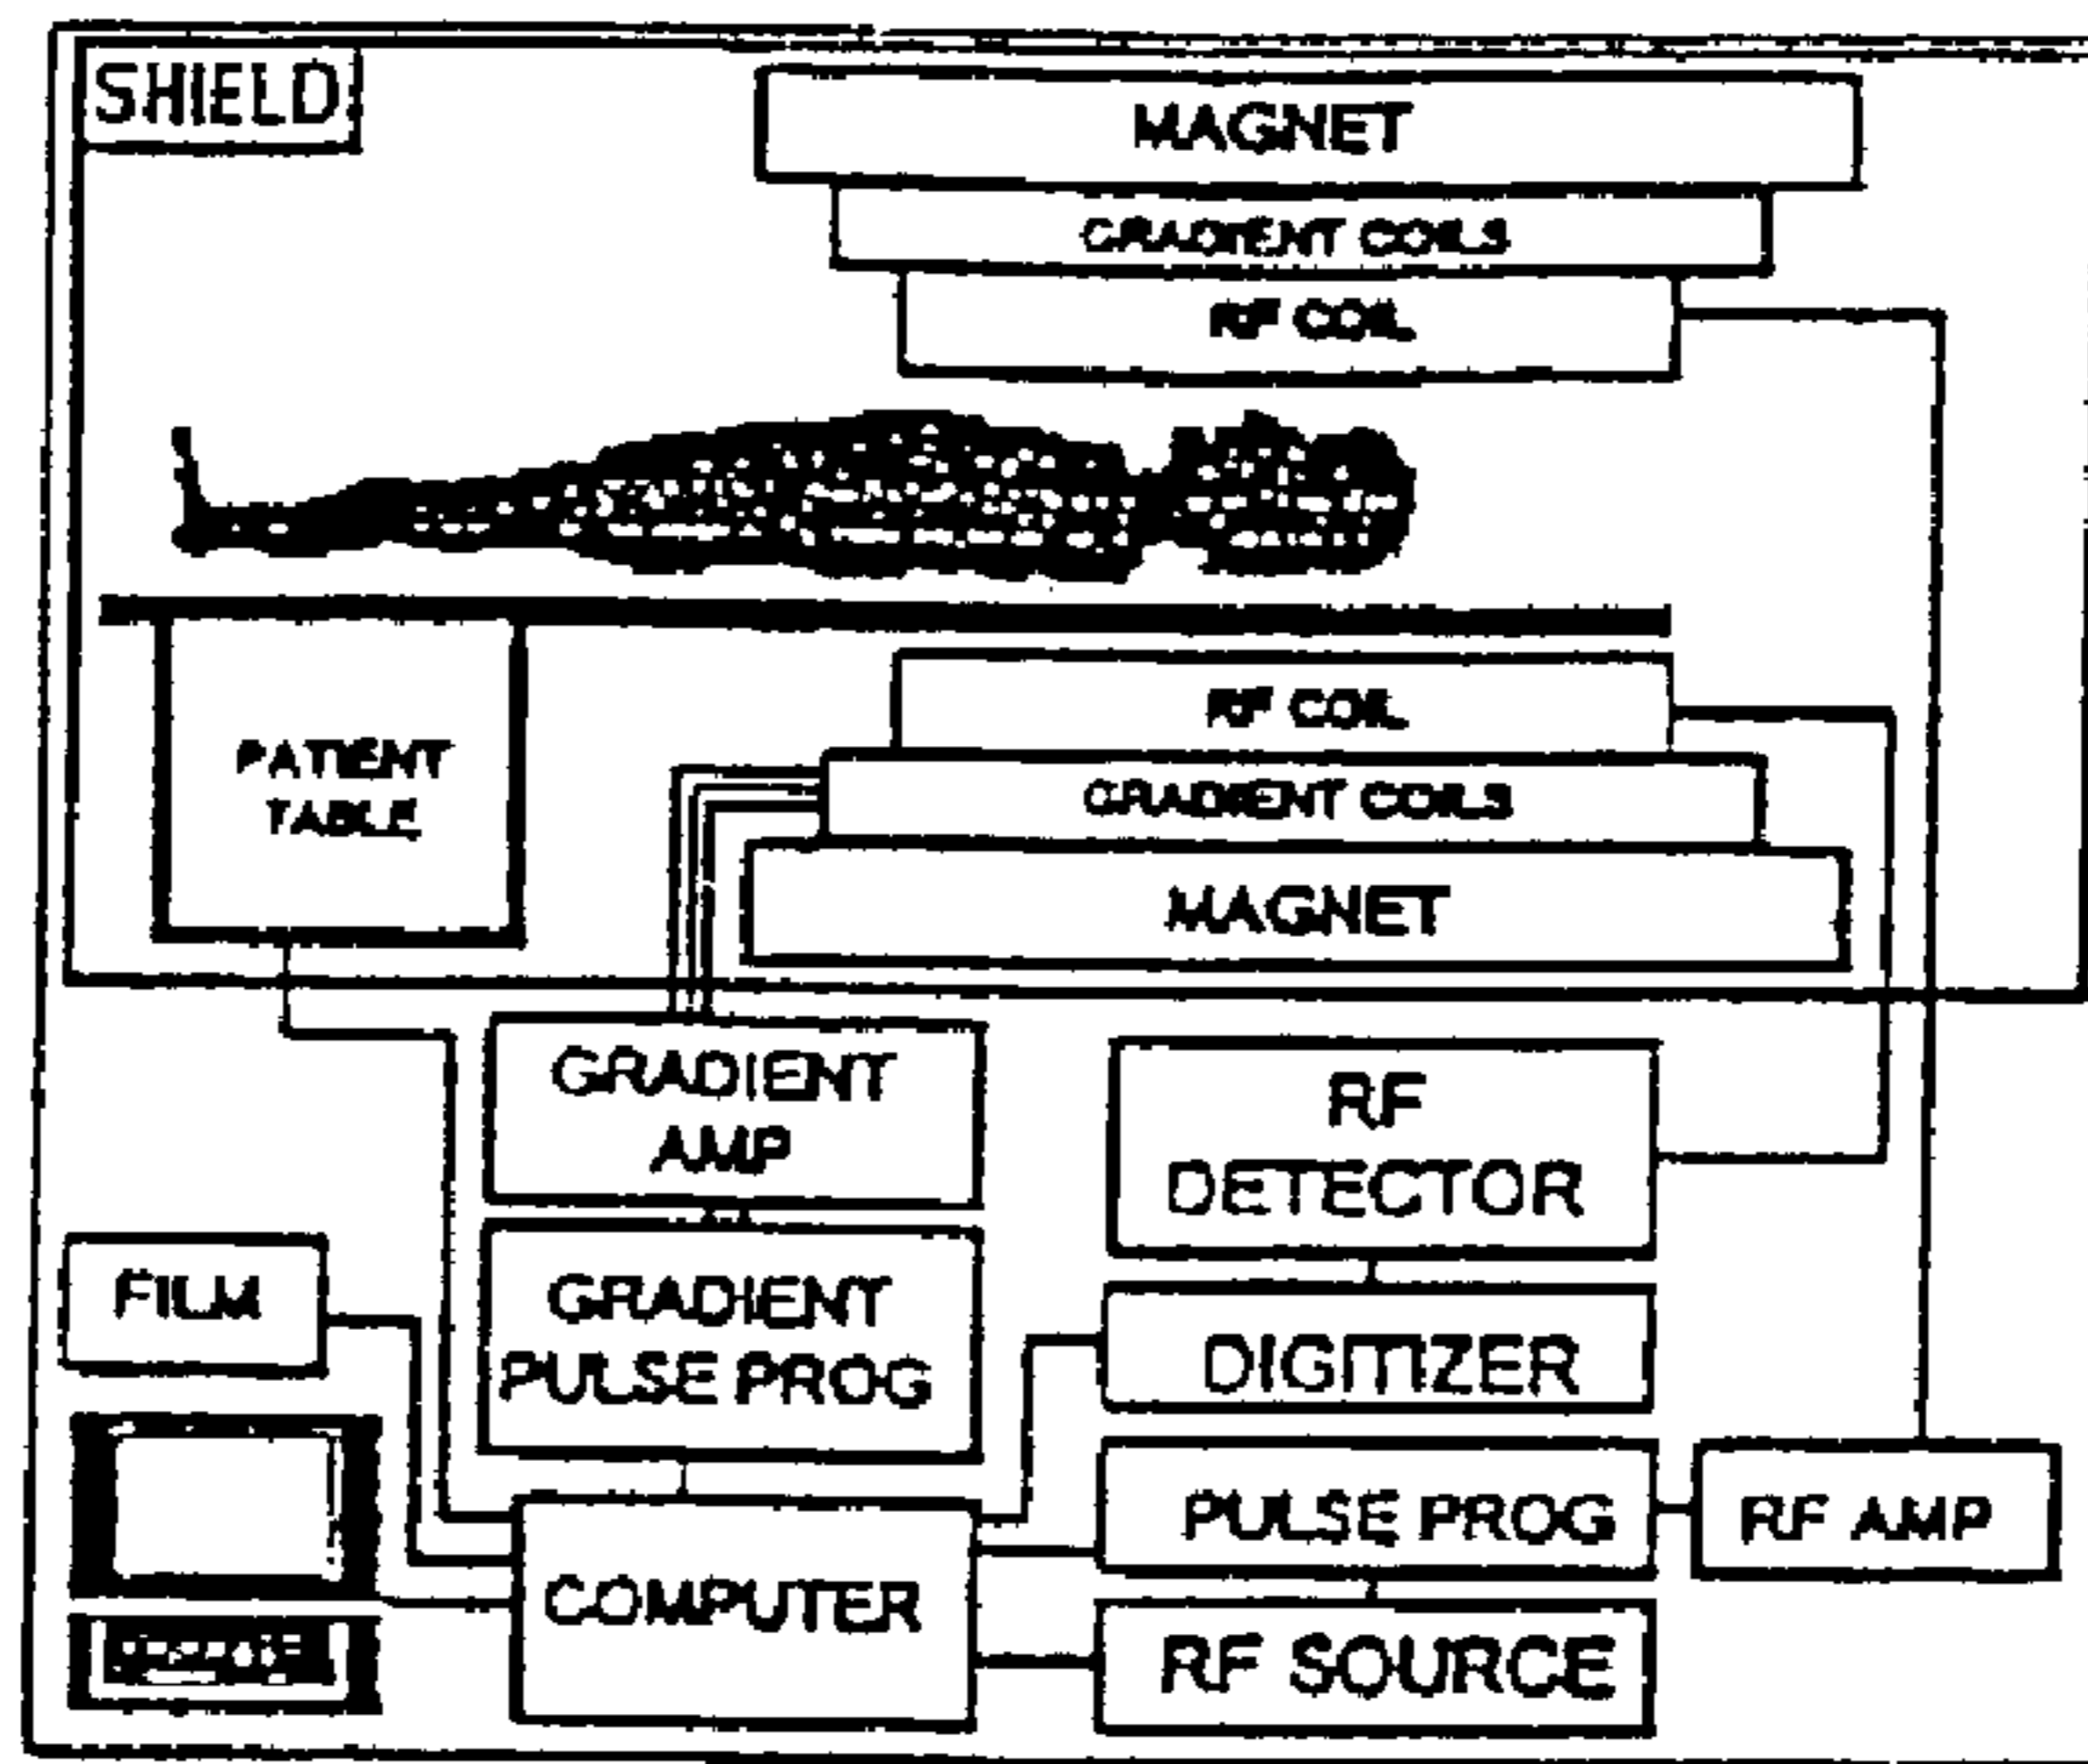 SHIELD
MAGNET
GRADIENT COILS
RF COIL
RF COIL
PATIENT
TABLE
GRADIENT COILS
MAGNET
GRADIENT
AMP
RF
DETECTOR
FILM
GRADIENT
PULSE PROG
DIGITIZER
PULSE PROG
RF AMP
COMPUTER
RF SOURCE